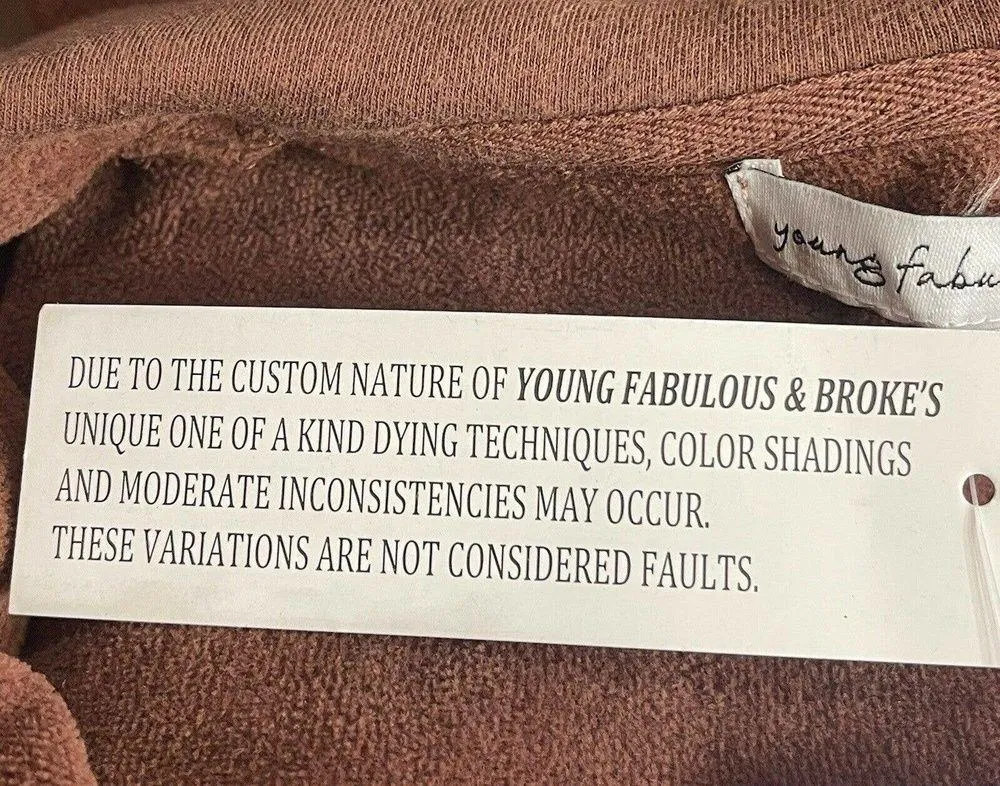 young fabu
DUE TO THE CUSTOM NATURE OF YOUNG FABULOUS & BROKE'S
UNIQUE ONE OF A KIND DYING TECHNIQUES, COLOR SHADINGS
AND MODERATE INCONSISTENCIES MAY OCCUR.
THESE VARIATIONS ARE NOT CONSIDERED FAULTS.